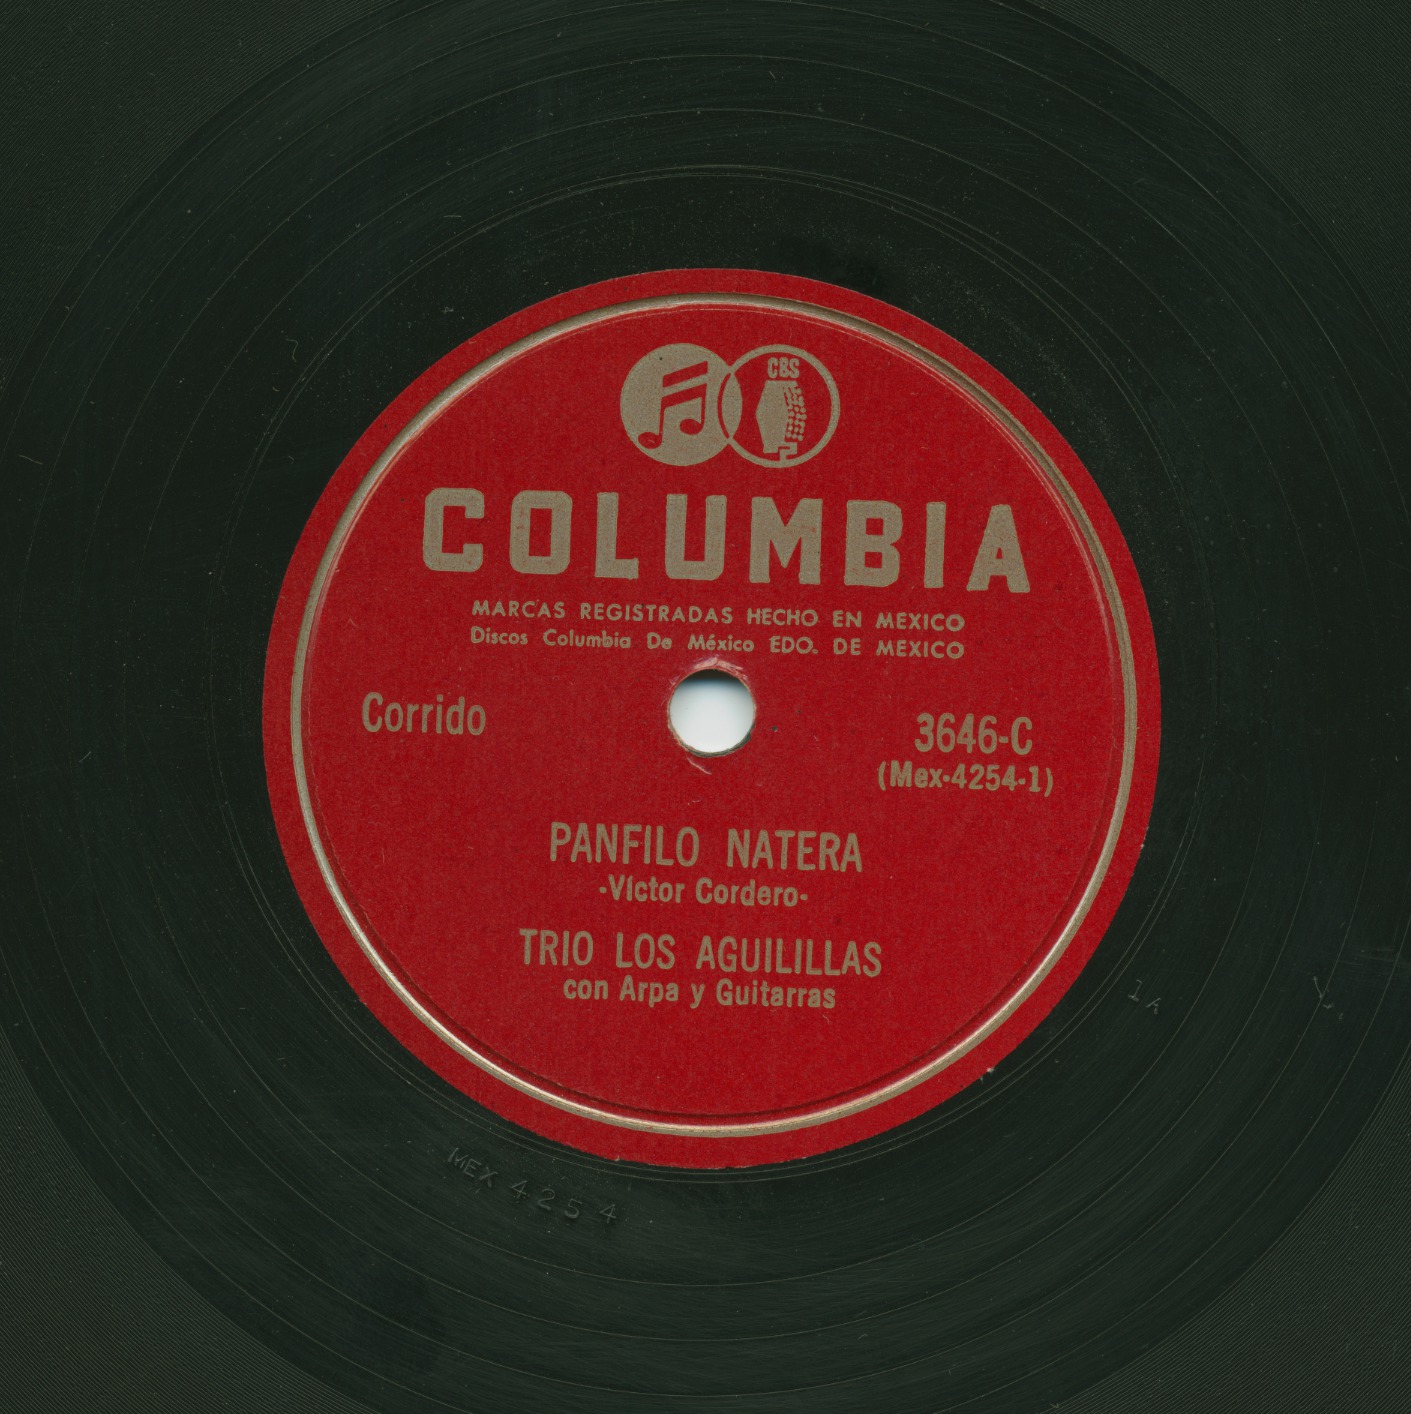 CBS
COLUMBIA
MARCAS REGISTRADAS HECHO EN MEXICO
Discos Columbia De México EDO. DE MEXICO
Corrido
3646-C
(Mex-4254-1)
PANFILO NATERA
-Víctor Cordero-
TRIO LOS AGUILILLAS
con Arpa y Guitarras
1A
MEX 4254